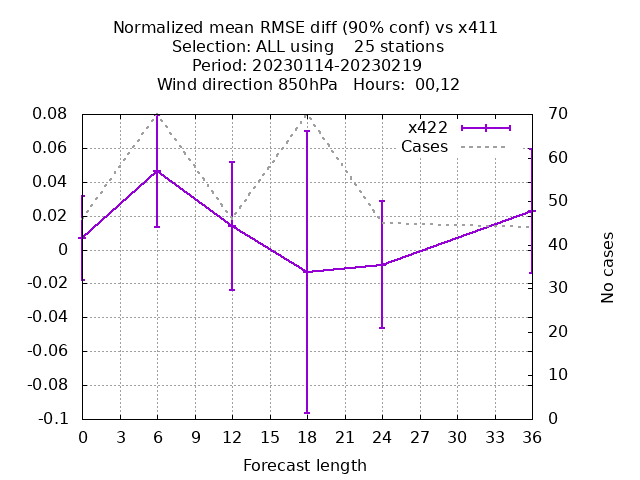 Normalized mean RMSE diff (90% conf) vs x411
Selection: ALL using    25 stations
Period: 20230114-20230219
Wind direction 850hPa   Hours:  00,12
0.08
0.06
0.04
0.02
0
-0.02
-0.04
-0.06
-0.08
-0.1
x422
Cases
70
60
50
40
30
20
10
0
No cases
0 3 6 9 12 15 18 21 24 27 30 33 36
Forecast length